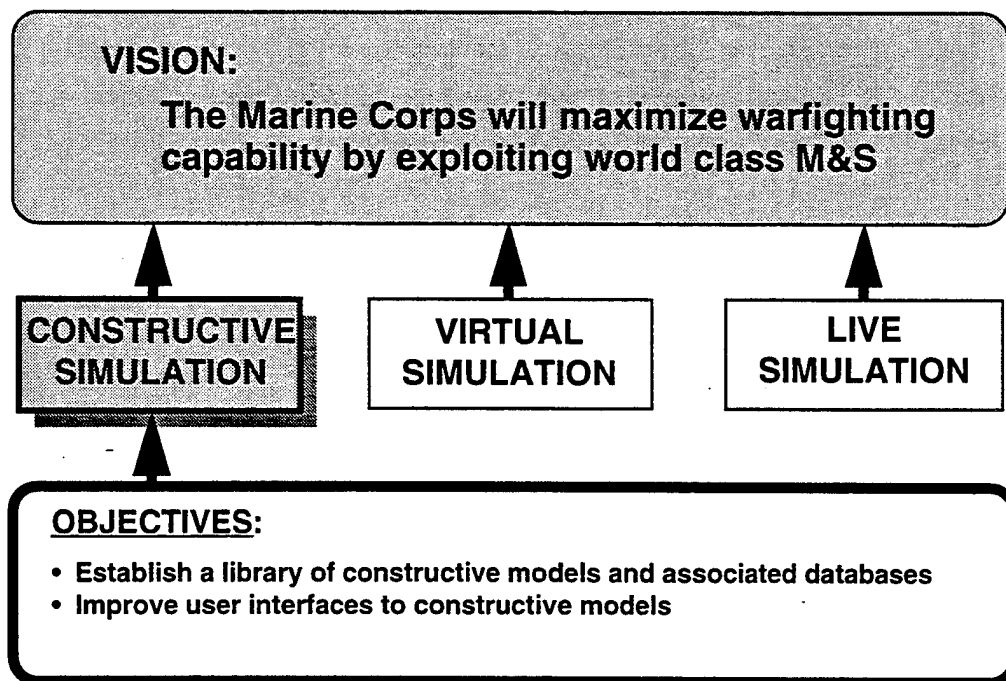 VISION:
The Marine Corps will maximize warfighting
capability by exploiting world class M&S
CONSTRUCTIVE
SIMULATION
VIRTUAL
SIMULATION
LIVE
SIMULATION
OBJECTIVES:
• Establish a library of constructive models and associated databases
• Improve user interfaces to constructive models